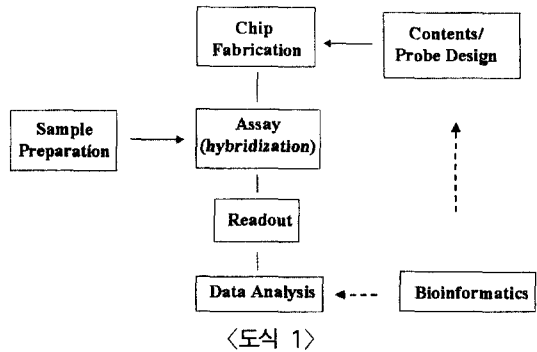 Chip
Fabrication
Contents/
Probe Design
Sample
Preparation
Assay
(hybridization)
Readout
Data Analysis
Bioinformatics
〈도식 1〉